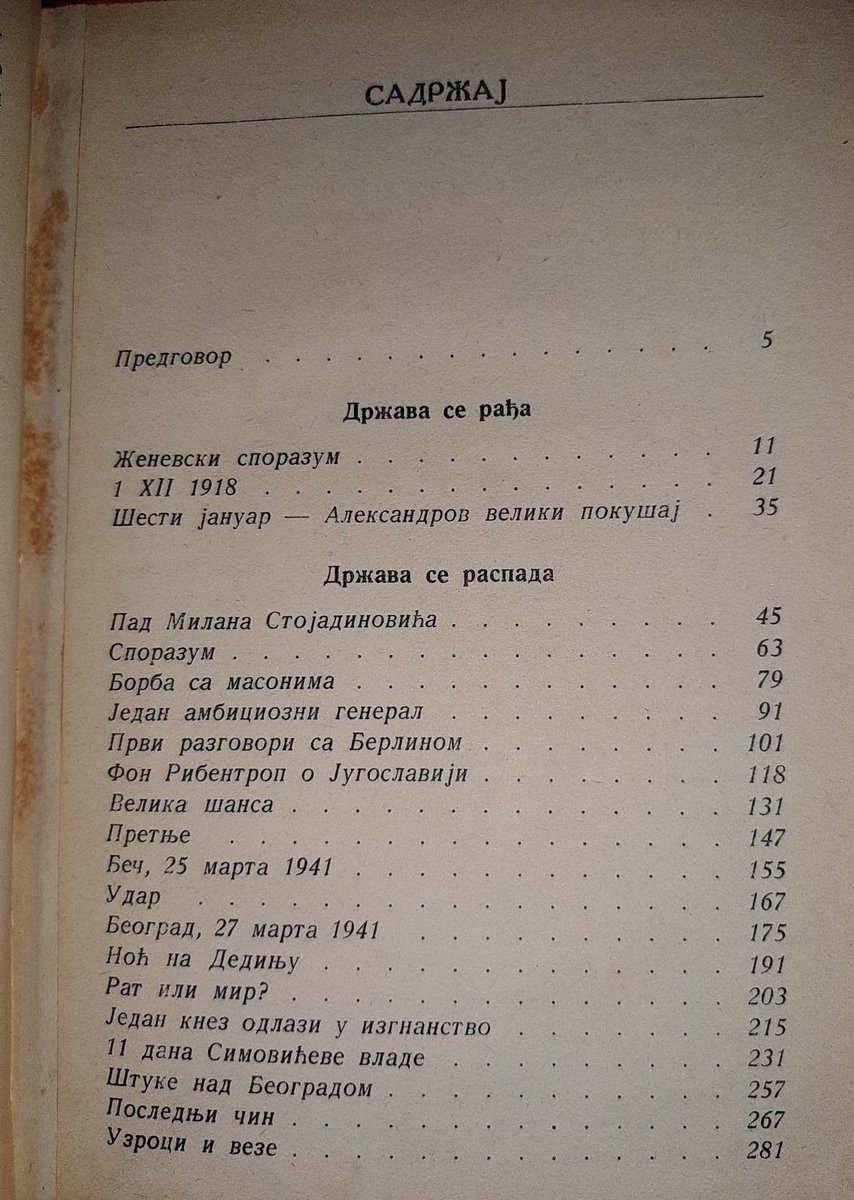 САДРЖАЈ
Предговор . . . . . . . . . . . . . . . 5
Држава се рађа
Женевски споразум . . . . . . . . . . . . 11
1 XII 1918 . . . . . . . . . . . . . . . 21
Шести јануар — Александров велики покушај . 35
Држава се распада
Пад Милана Стојадиновића . . . . . . . . . 45
Споразум . . . . . . . . . . . . . . . . 63
Борба са масонима . . . . . . . . . . . . 79
Један амбициозни генерал . . . . . . . . . 91
Први разговори са Берлином . . . . . . . . 101
Фон Рибентроп о Југославији . . . . . . . . 118
Велика шанса . . . . . . . . . . . . . . 131
Претње . . . . . . . . . . . . . . . . 147
Беч, 25 марта 1941 . . . . . . . . . . . . 155
Удар . . . . . . . . . . . . . . . . . 167
Београд, 27 марта 1941 . . . . . . . . . . 175
Ноћ на Дедињу . . . . . . . . . . . . . 191
Рат или мир? . . . . . . . . . . . . . . 203
Један кнез одлази у изгнанство . . . . . . . 215
11 дана Симовићеве владе . . . . . . . . . 231
Штуке над Београдом . . . . . . . . . . . 257
Последњи чин . . . . . . . . . . . . . . 267
Узроци и везе . . . . . . . . . . . . . . 281